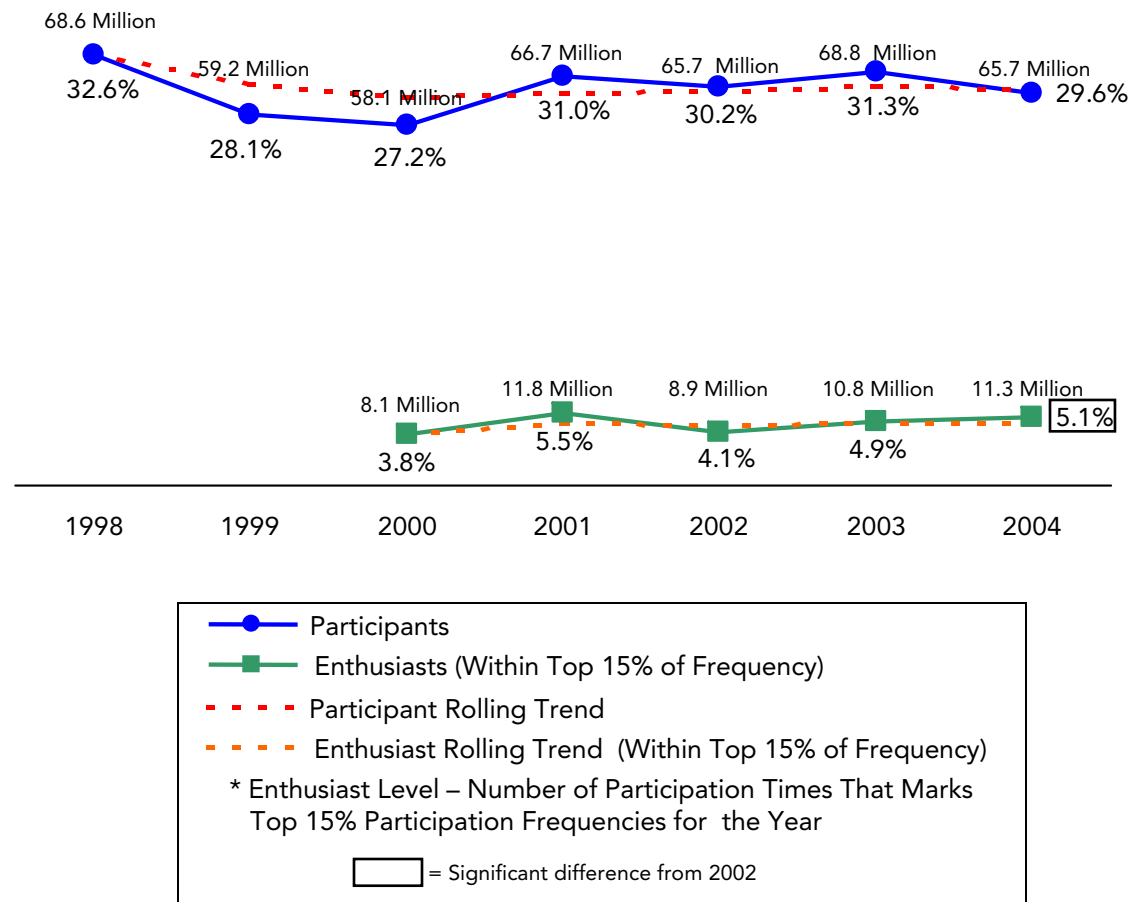 68.6 Million
59.2 Million
58.1 Million
66.7 Million
65.7 Million
68.8 Million
65.7 Million
32.6%
28.1%
27.2%
31.0%
30.2%
31.3%
29.6%
8.1 Million
11.8 Million
8.9 Million
10.8 Million
11.3 Million
3.8%
5.5%
4.1%
4.9%
5.1%
1998 1999 2000 2001 2002 2003 2004
Participants
Enthusiasts (Within Top 15% of Frequency)
Participant Rolling Trend
Enthusiast Rolling Trend (Within Top 15% of Frequency)
* Enthusiast Level – Number of Participation Times That Marks
Top 15% Participation Frequencies for the Year
= Significant difference from 2002